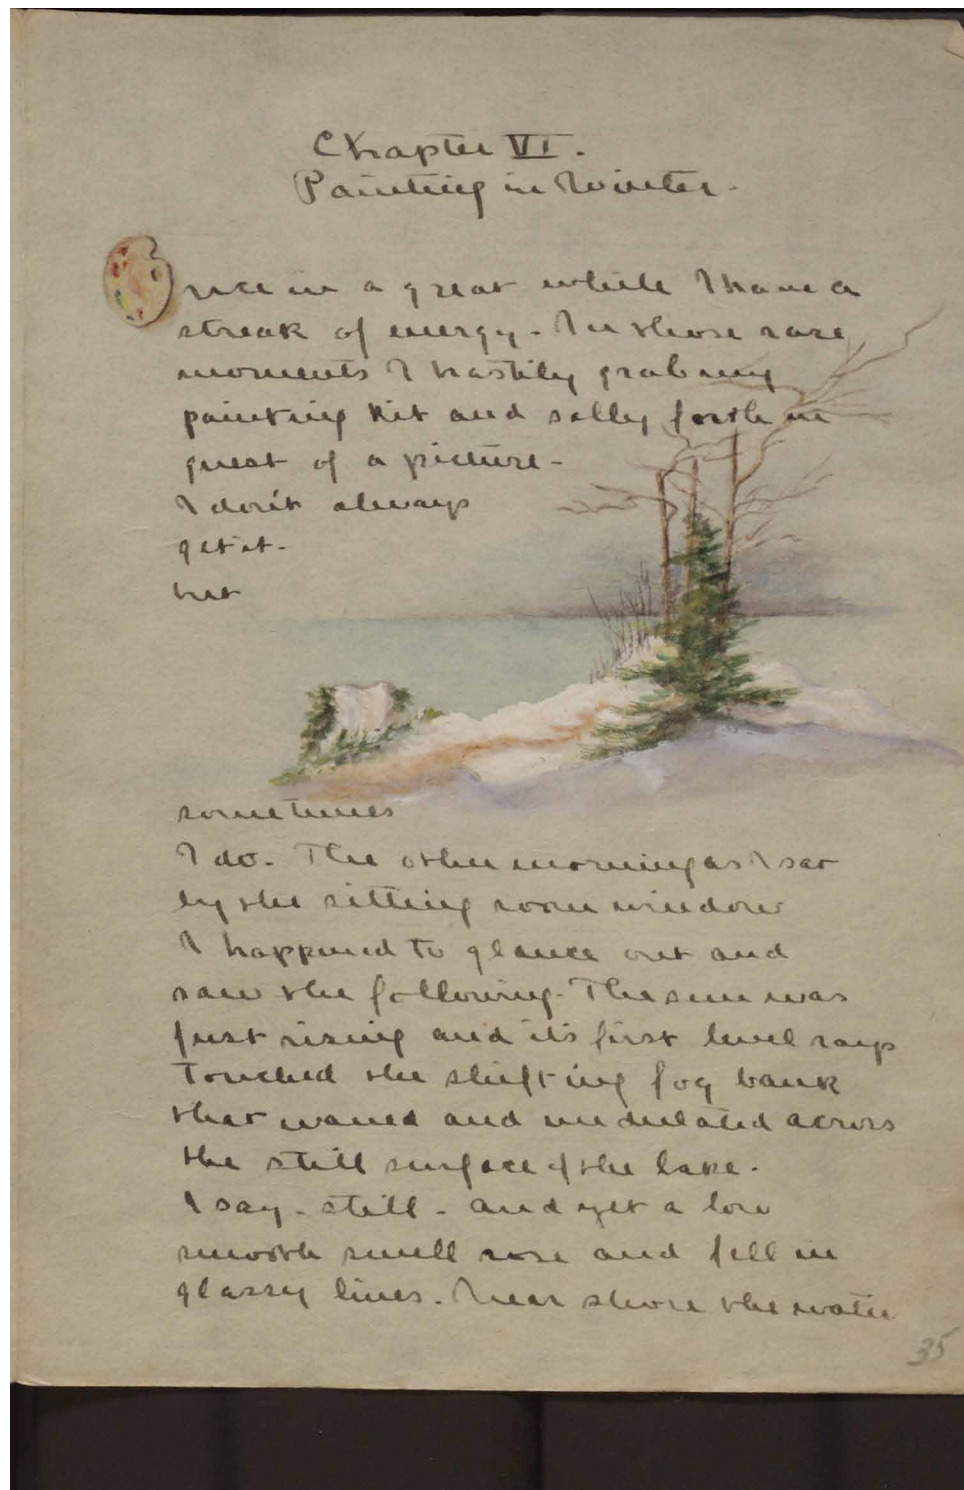 Chapter VI.
Painting in Winter.
Once in a great while I have a
streak of energy - In those rare
moments I hastily grab my
painting kit and sally forth in
quest of a picture -
I don't always
get it -
but
sometimes
I do. The other morning as I sat
by the sitting room window
I happened to glance out and
saw the following - The sun was
just rising and it's first level rays
touched the shifting fog bank
that waved and undulated across
the still surface of the lake.
I say - still - and yet a low
smooth swell rose and fell in
glassy lines. Near shore the water
35